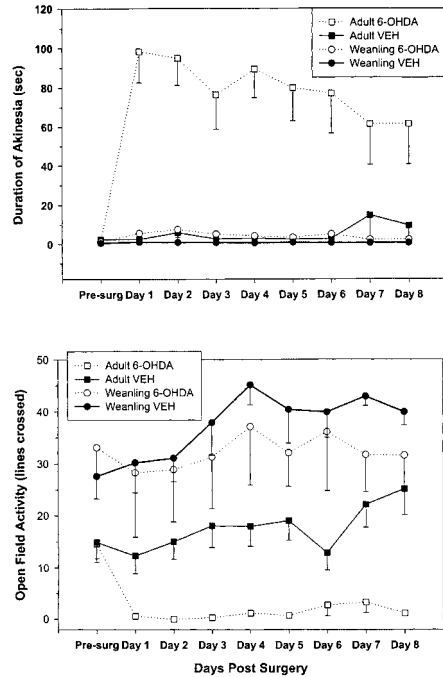 120
100
80
60
40
20
0
Duration of Akinesia (sec)
Adult 6-OHDA
Adult VEH
Weanling 6-OHDA
Weanling VEH
Pre-surg Day 1 Day 2 Day 3 Day 4 Day 5 Day 6 Day 7 Day 8
50
40
30
20
10
0
Open Field Activity (lines crossed)
Adult 6-OHDA
Adult VEH
Weanling 6-OHDA
Weanling VEH
Pre-surg Day 1 Day 2 Day 3 Day 4 Day 5 Day 6 Day 7 Day 8
Days Post Surgery